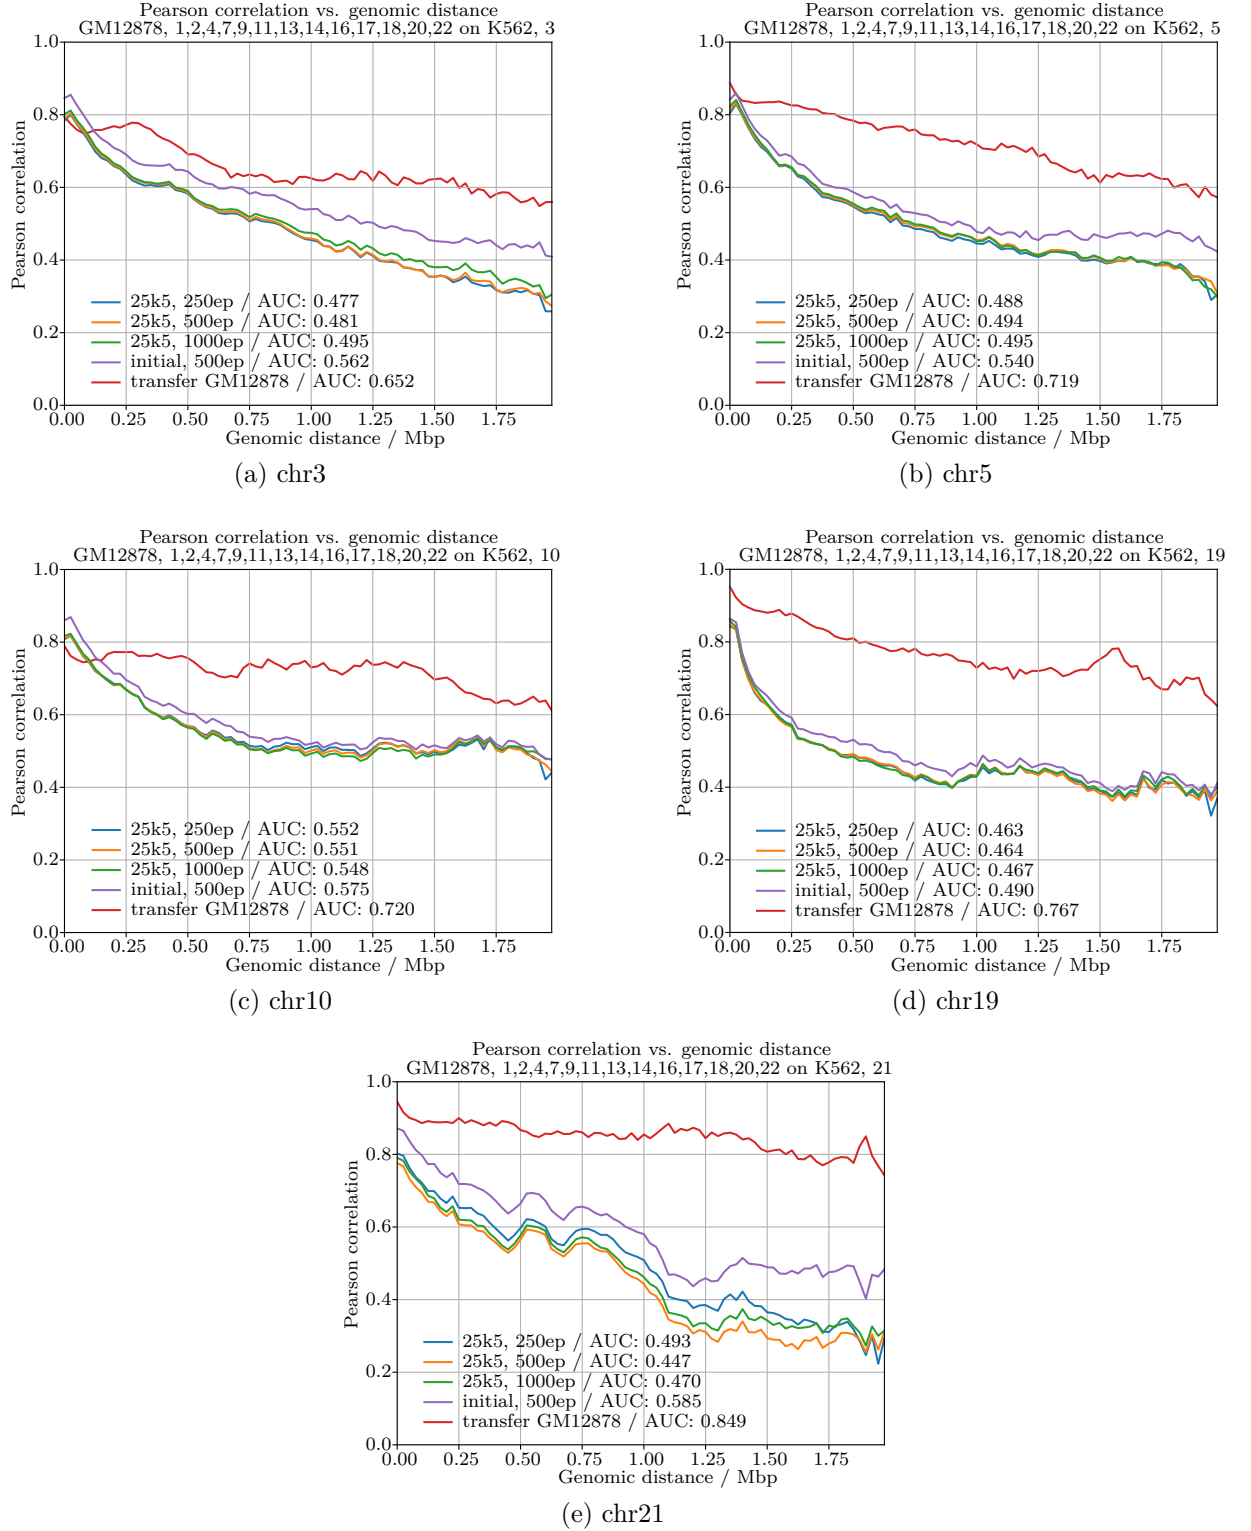 Pearson correlation vs. genomic distance
GM12878, 1,2,4,7,9,11,13,14,16,17,18,20,22 on K562, 3
1.0
0.8
0.6
0.4
0.2
0.0
Pearson correlation
25k5, 250ep / AUC: 0.477
25k5, 500ep / AUC: 0.481
25k5, 1000ep / AUC: 0.495
initial, 500ep / AUC: 0.562
transfer GM12878 / AUC: 0.652
0.00 0.25 0.50 0.75 1.00 1.25 1.50 1.75
Genomic distance / Mbp
(a) chr3
Pearson correlation vs. genomic distance
GM12878, 1,2,4,7,9,11,13,14,16,17,18,20,22 on K562, 5
1.0
0.8
0.6
0.4
0.2
0.0
Pearson correlation
25k5, 250ep / AUC: 0.488
25k5, 500ep / AUC: 0.494
25k5, 1000ep / AUC: 0.495
initial, 500ep / AUC: 0.540
transfer GM12878 / AUC: 0.719
0.00 0.25 0.50 0.75 1.00 1.25 1.50 1.75
Genomic distance / Mbp
(b) chr5
Pearson correlation vs. genomic distance
GM12878, 1,2,4,7,9,11,13,14,16,17,18,20,22 on K562, 10
1.0
0.8
0.6
0.4
0.2
0.0
Pearson correlation
25k5, 250ep / AUC: 0.552
25k5, 500ep / AUC: 0.551
25k5, 1000ep / AUC: 0.548
initial, 500ep / AUC: 0.575
transfer GM12878 / AUC: 0.720
0.00 0.25 0.50 0.75 1.00 1.25 1.50 1.75
Genomic distance / Mbp
(c) chr10
Pearson correlation vs. genomic distance
GM12878, 1,2,4,7,9,11,13,14,16,17,18,20,22 on K562, 19
1.0
0.8
0.6
0.4
0.2
0.0
Pearson correlation
25k5, 250ep / AUC: 0.463
25k5, 500ep / AUC: 0.464
25k5, 1000ep / AUC: 0.467
initial, 500ep / AUC: 0.490
transfer GM12878 / AUC: 0.767
0.00 0.25 0.50 0.75 1.00 1.25 1.50 1.75
Genomic distance / Mbp
(d) chr19
Pearson correlation vs. genomic distance
GM12878, 1,2,4,7,9,11,13,14,16,17,18,20,22 on K562, 21
1.0
0.8
0.6
0.4
0.2
0.0
Pearson correlation
25k5, 250ep / AUC: 0.493
25k5, 500ep / AUC: 0.447
25k5, 1000ep / AUC: 0.470
initial, 500ep / AUC: 0.585
transfer GM12878 / AUC: 0.849
0.00 0.25 0.50 0.75 1.00 1.25 1.50 1.75
Genomic distance / Mbp
(e) chr21